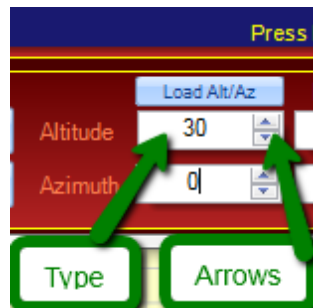 Press
Load Alt/Az
Altitude 30
Azimuth 0
Type Arrows